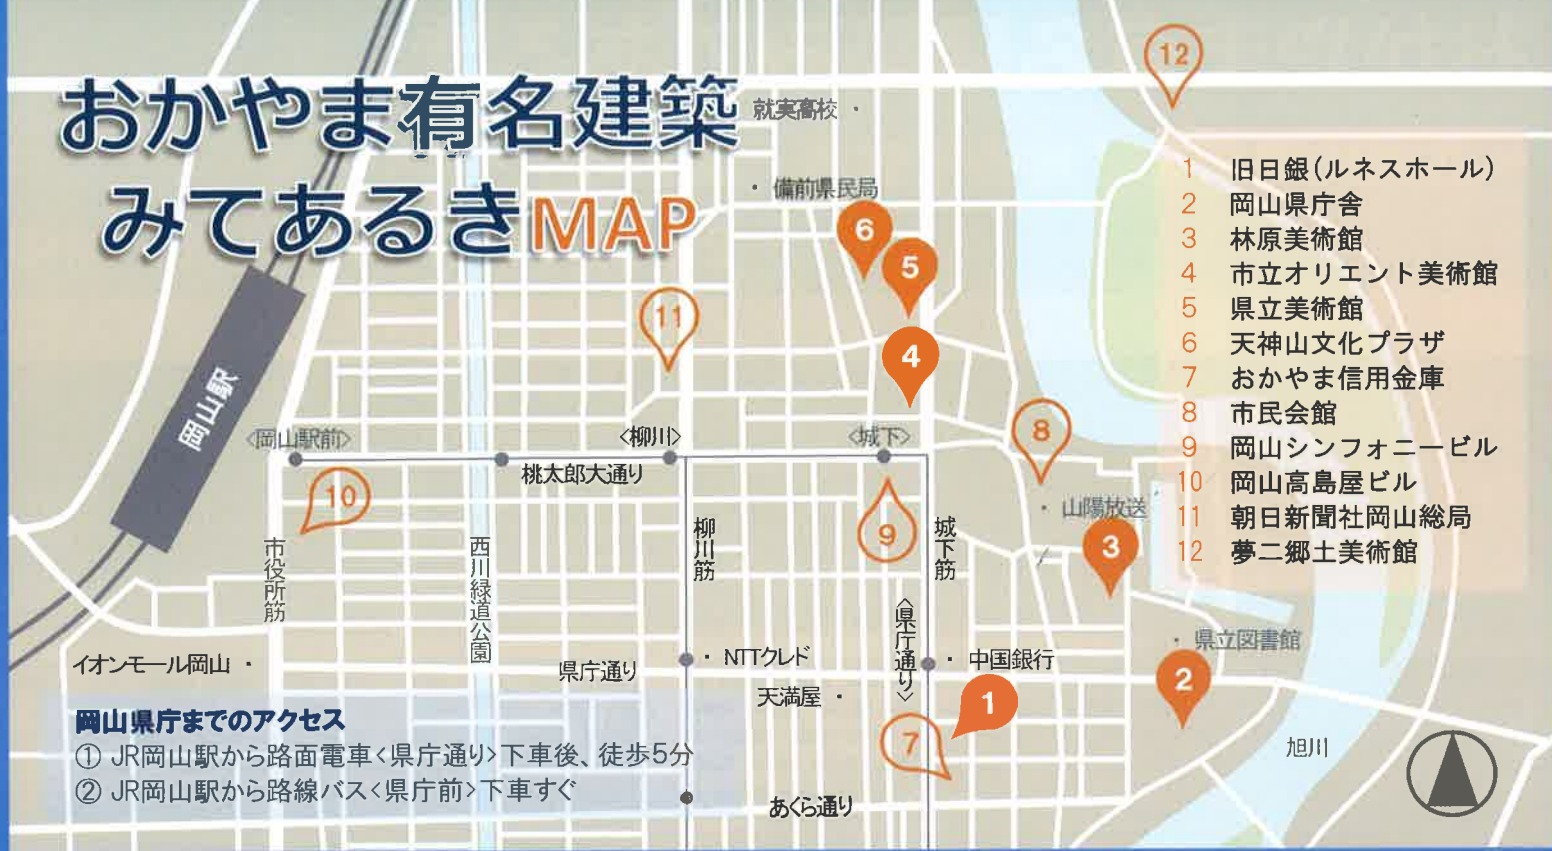 おかやま有名建築
みてあるきMAP
就実高校
備前県民局
岡山駅
<岡山駅前>
<柳川>
<城下>
桃太郎大通り
山陽放送
市役所筋
西川緑道公園
柳川筋
城下筋
<県庁通り>
県立図書館
イオンモール岡山
県庁通り
NTTクレド
中国銀行
天満屋
旭川
あくら通り
1
2
3
4
5
6
7
8
9
10
11
12
1 旧日銀(ルネスホール)
2 岡山県庁舎
3 林原美術館
4 市立オリエント美術館
5 県立美術館
6 天神山文化プラザ
7 おかやま信用金庫
8 市民会館
9 岡山シンフォニービル
10 岡山高島屋ビル
11 朝日新聞社岡山総局
12 夢二郷土美術館
岡山県庁までのアクセス
① JR岡山駅から路面電車<県庁通り>下車後、徒歩5分
② JR岡山駅から路線バス<県庁前>下車すぐ